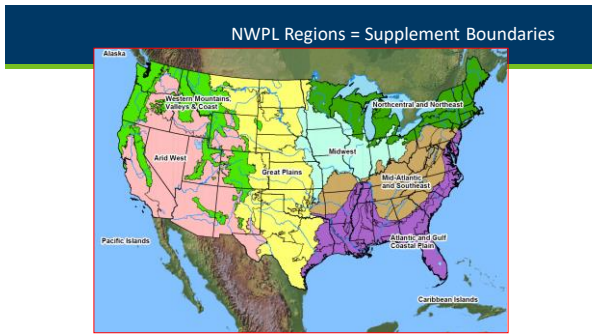 NWPL Regions = Supplement Boundaries
Alaska
Western Mountains,
Valleys & Coast
Northcentral and Northeast
Arid West
Midwest
Great Plains
Mid-Atlantic
and Southeast
Pacific Islands
Atlantic and Gulf
Coastal Plain
Caribbean Islands